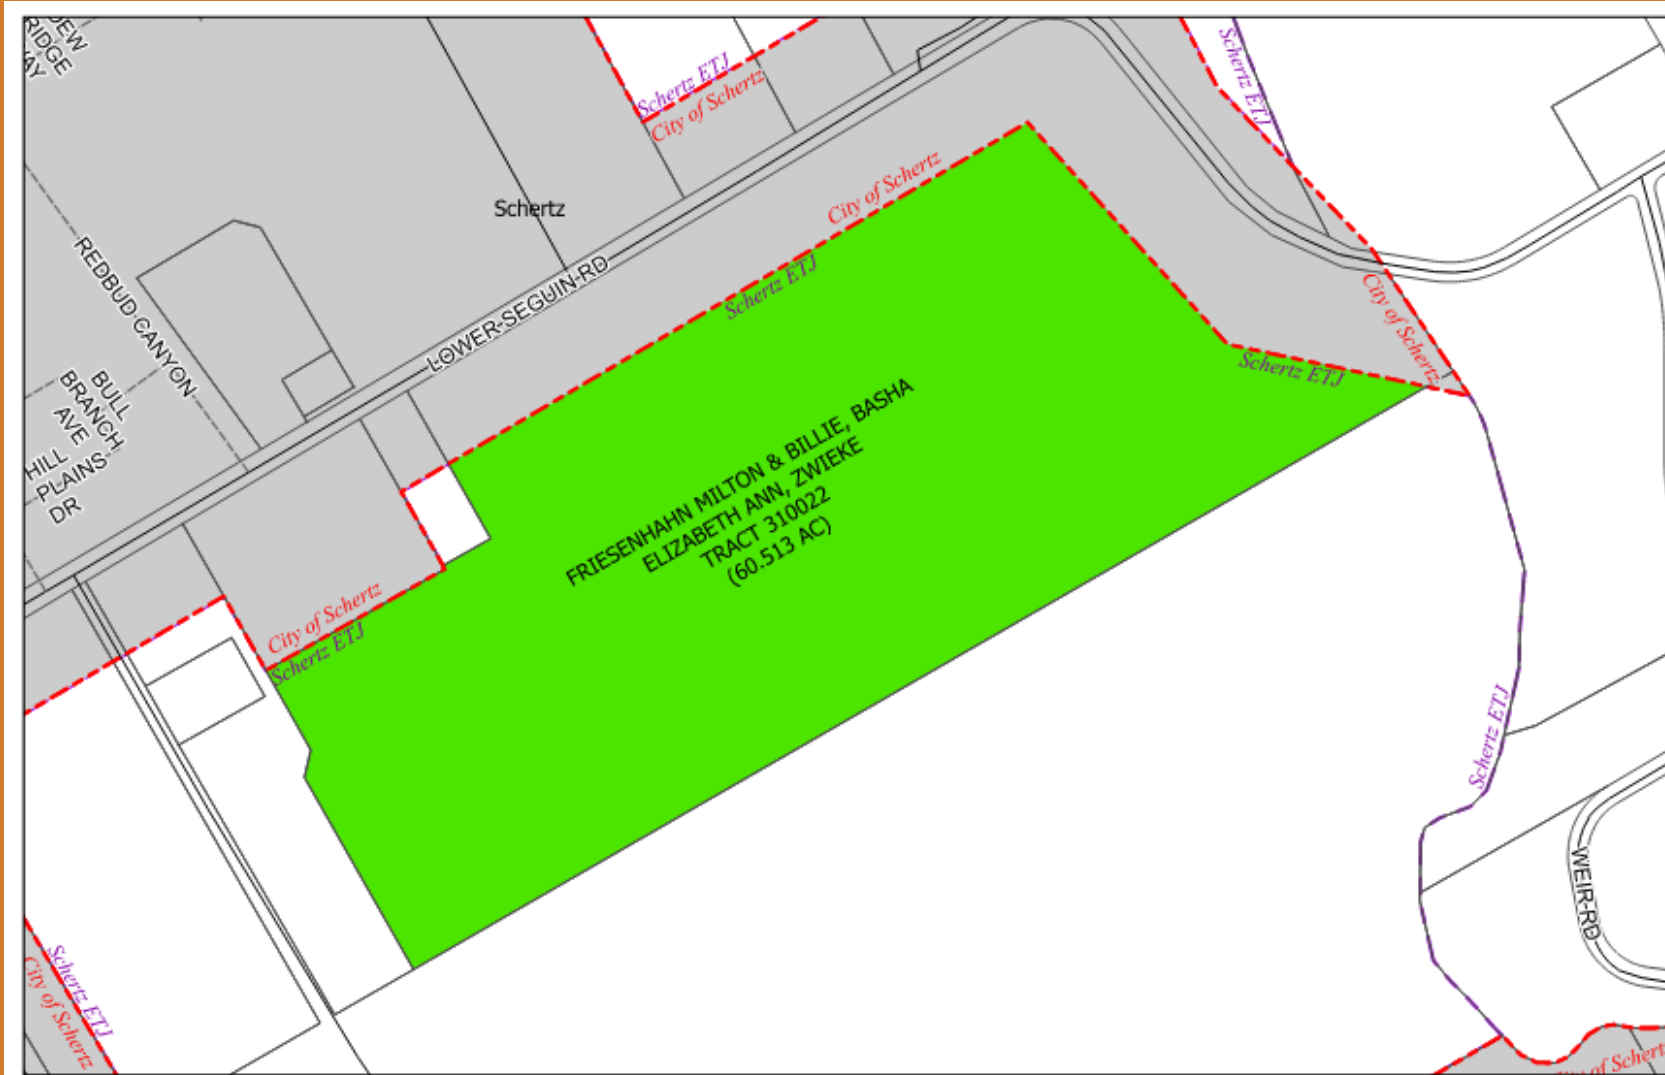 DEW
RIDGE
WAY
Schertz ETJ
City of Schertz
Schertz ETJ
City of Schertz
Schertz
Schertz ETJ
REDBUD CANYON
LOWER-SEGUIN-RD
City of Schertz
Schertz ETJ
BULL
BRANCH
AVE
HILL
PLAINS
DR
FRIESENHAHN MILTON & BILLIE, BASHA
ELIZABETH ANN, ZWIEKE
TRACT 310022
(60.513 AC)
City of Schertz
Schertz ETJ
Schertz ETJ
WEIR-RD
Schertz ETJ
City of Schertz
of Schertz